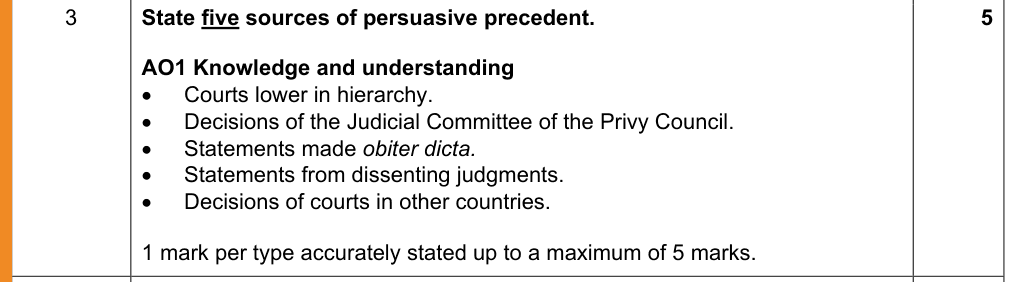 3 State five sources of persuasive precedent. 5
AO1 Knowledge and understanding
• Courts lower in hierarchy.
• Decisions of the Judicial Committee of the Privy Council.
• Statements made obiter dicta.
• Statements from dissenting judgments.
• Decisions of courts in other countries.
1 mark per type accurately stated up to a maximum of 5 marks.